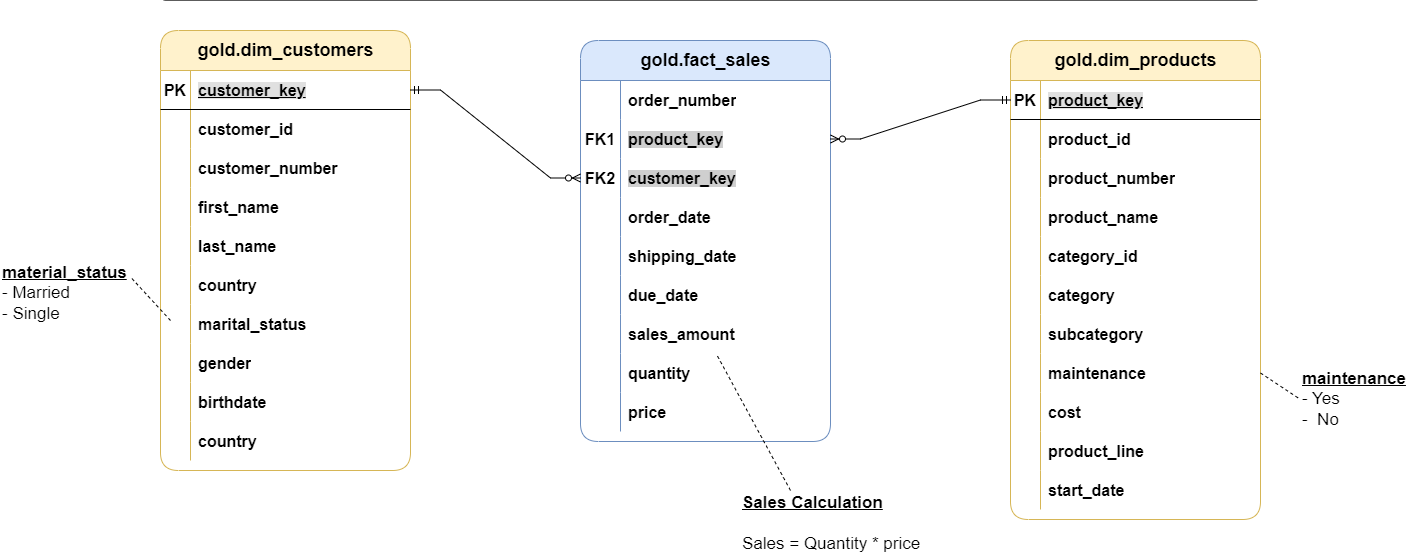 gold.dim_customers
PK customer_key
customer_id
customer_number
first_name
last_name
country
marital_status
gender
birthdate
country
material_status
- Married
- Single
gold.fact_sales
order_number
FK1 product_key
FK2 customer_key
order_date
shipping_date
due_date
sales_amount
quantity
price
Sales Calculation
Sales = Quantity * price
gold.dim_products
PK product_key
product_id
product_number
product_name
category_id
category
subcategory
maintenance
cost
product_line
start_date
maintenance
- Yes
- No